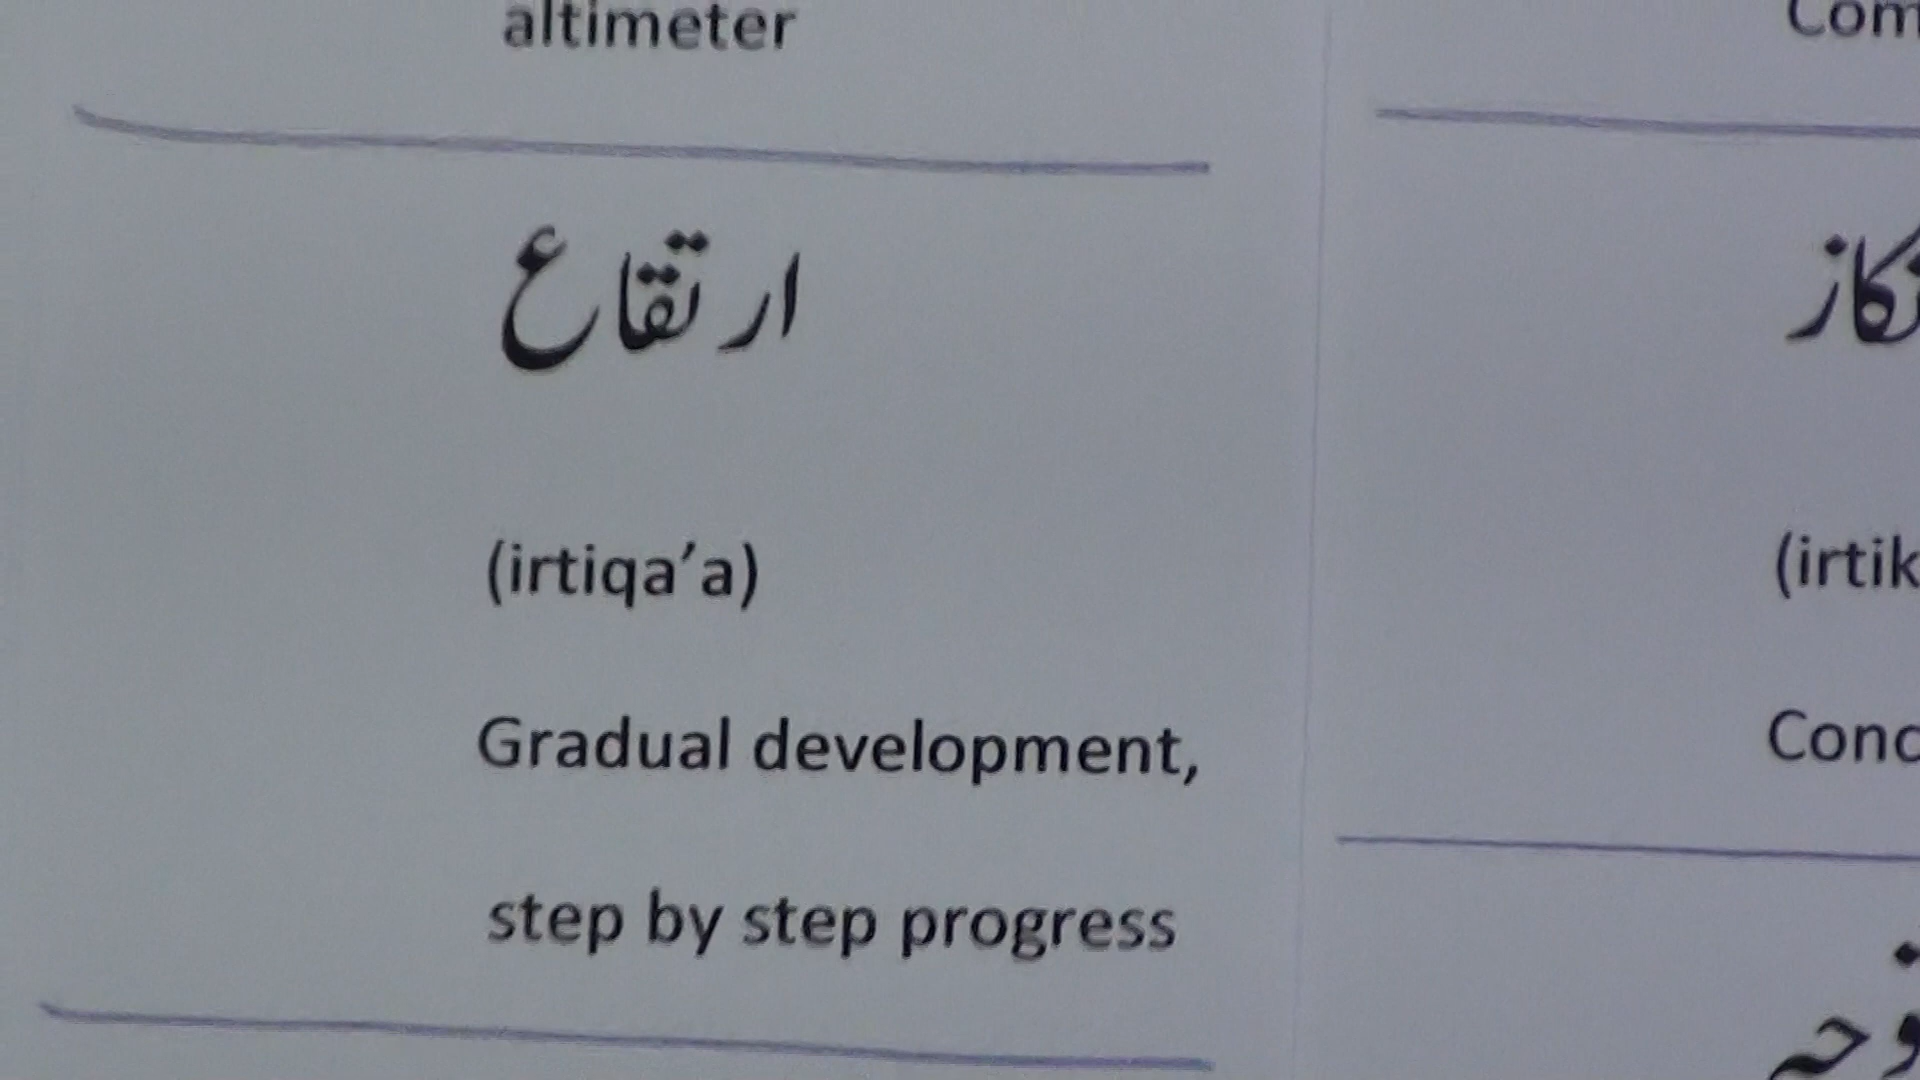 altimeter
ارتقاع
(irtiqa’a)
Gradual development,
step by step progress